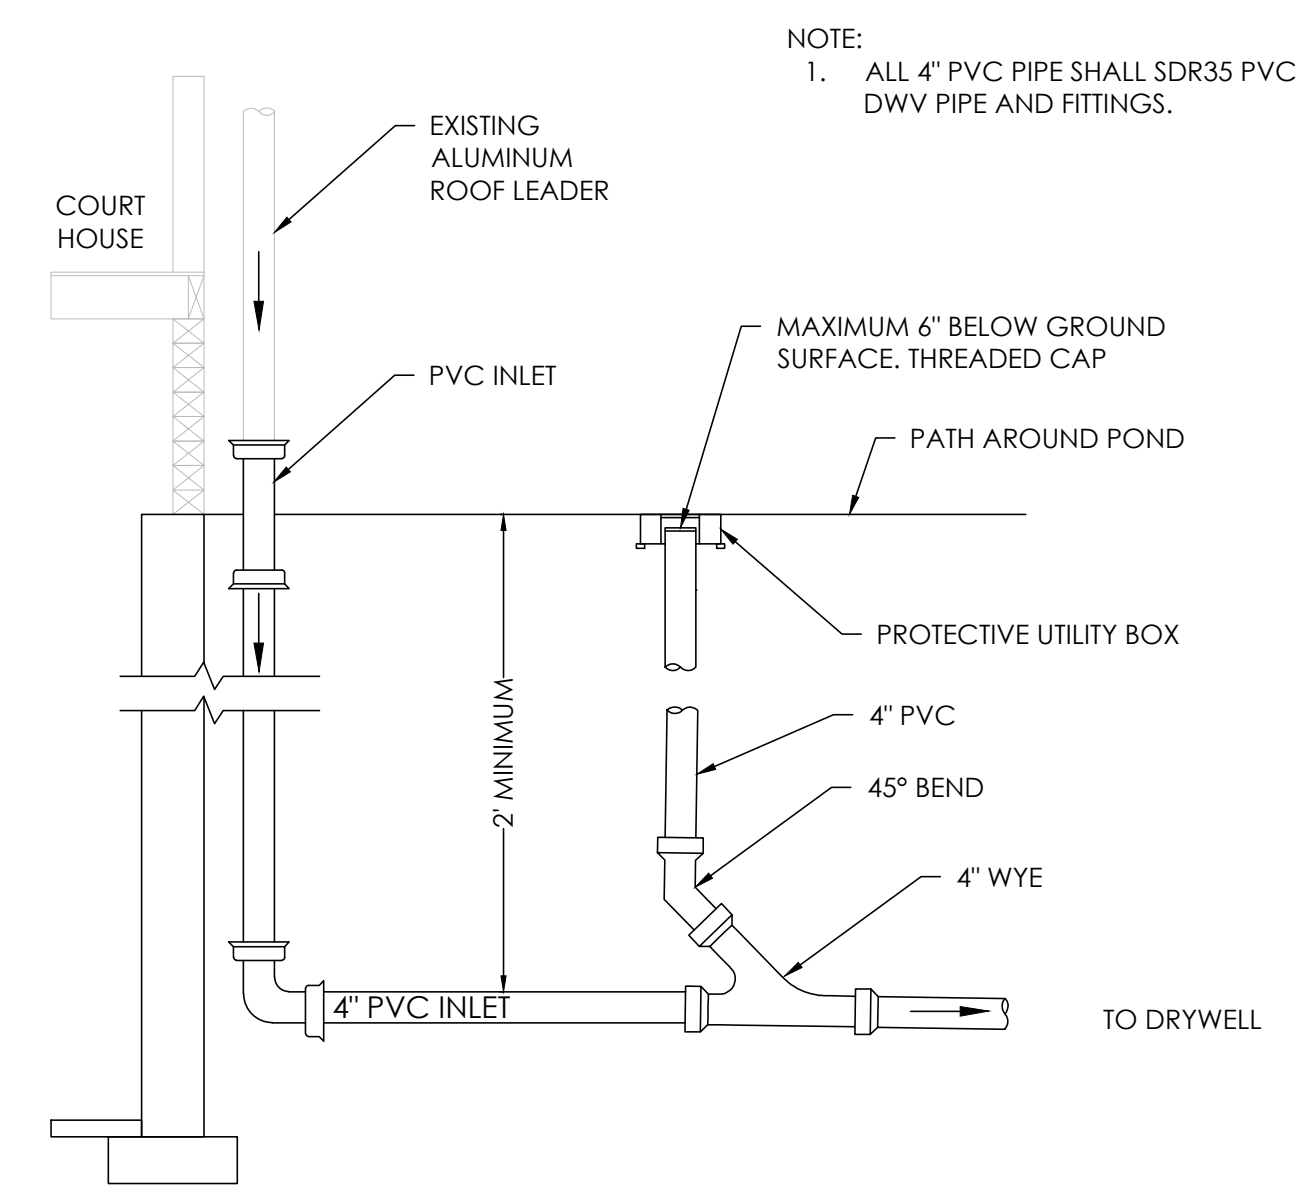 NOTE:
1. ALL 4" PVC PIPE SHALL SDR35 PVC
DWV PIPE AND FITTINGS.
EXISTING
ALUMINUM
ROOF LEADER
COURT
HOUSE
MAXIMUM 6" BELOW GROUND
SURFACE. THREADED CAP
PVC INLET
PATH AROUND POND
PROTECTIVE UTILITY BOX
2' MINIMUM
4" PVC
45° BEND
4" WYE
4" PVC INLET
TO DRYWELL